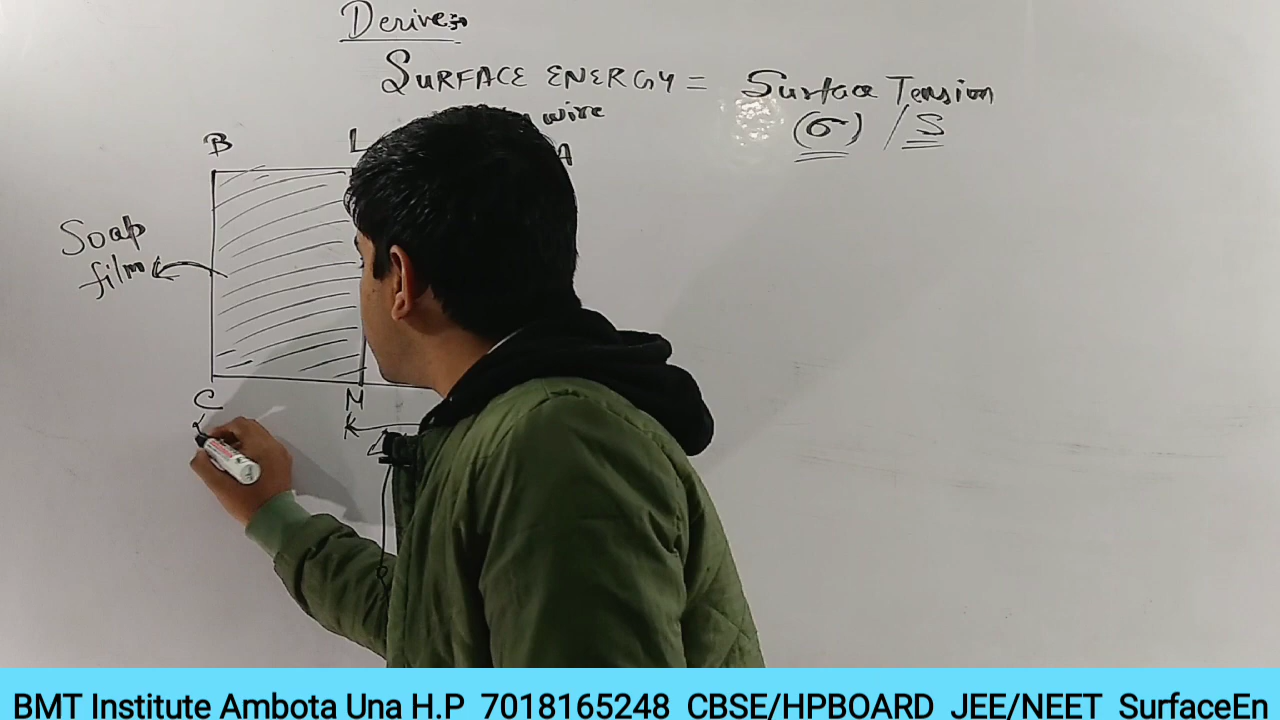 Derive:→
SURFACE ENERGY = Surface Tension
wire
(σ) / S
B
L
A
Soap
film
C
M
BMT Institute Ambota Una H.P 7018165248 CBSE/HPBOARD JEE/NEET SurfaceEn